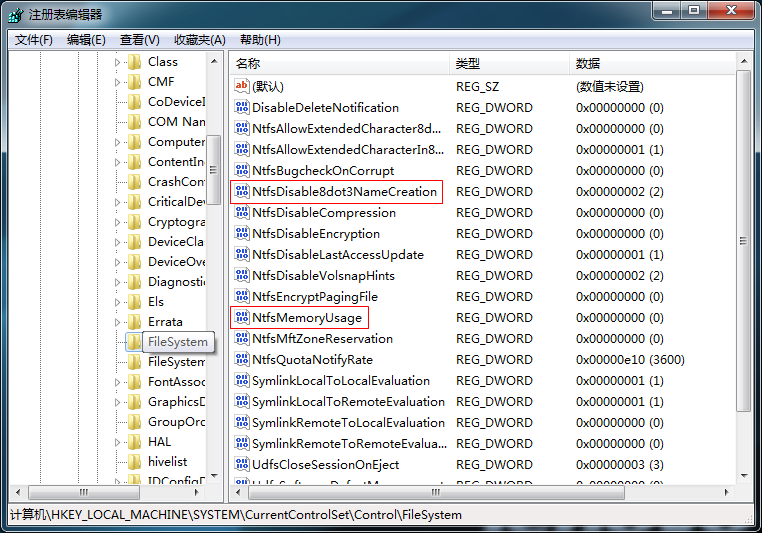 注册表编辑器
文件(F) 编辑(E) 查看(V) 收藏夹(A) 帮助(H)
Class
CMF
CoDeviceI
COM Nan
Computer
ContentIn
CrashCon
CriticalDev
Cryptogra
DeviceCla
DeviceOve
Diagnostic
Els
Errata
FileSystem
FileSystem
FontAssoc
GraphicsD
GroupOrd
HAL
hivelist
IDConfigD
名称 类型 数据
(默认) REG_SZ (数值未设置)
DisableDeleteNotification REG_DWORD 0x00000000 (0)
NtfsAllowExtendedCharacter8d... REG_DWORD 0x00000000 (0)
NtfsAllowExtendedCharacterIn8... REG_DWORD 0x00000001 (1)
NtfsBugcheckOnCorrupt REG_DWORD 0x00000000 (0)
NtfsDisable8dot3NameCreation REG_DWORD 0x00000002 (2)
NtfsDisableCompression REG_DWORD 0x00000000 (0)
NtfsDisableEncryption REG_DWORD 0x00000000 (0)
NtfsDisableLastAccessUpdate REG_DWORD 0x00000001 (1)
NtfsDisableVolsnapHints REG_DWORD 0x00000002 (2)
NtfsEncryptPagingFile REG_DWORD 0x00000000 (0)
NtfsMemoryUsage REG_DWORD 0x00000000 (0)
NtfsMftZoneReservation REG_DWORD 0x00000000 (0)
NtfsQuotaNotifyRate REG_DWORD 0x00000e10 (3600)
SymlinkLocalToLocalEvaluation REG_DWORD 0x00000001 (1)
SymlinkLocalToRemoteEvaluation REG_DWORD 0x00000001 (1)
SymlinkRemoteToLocalEvaluation REG_DWORD 0x00000000 (0)
SymlinkRemoteToRemoteEvalua... REG_DWORD 0x00000000 (0)
UdfsCloseSessionOnEject REG_DWORD 0x00000003 (3)
REG_DWORD 0x00000000 (0)
计算机\HKEY_LOCAL_MACHINE\SYSTEM\CurrentControlSet\Control\FileSystem